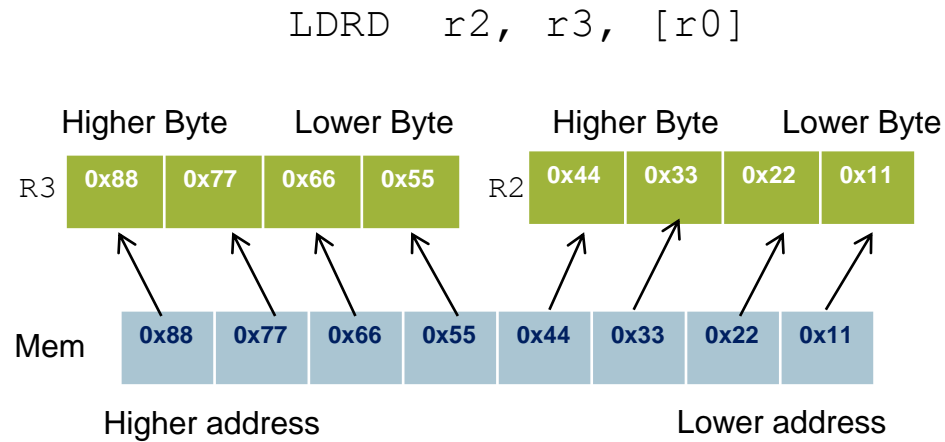 LDRD r2, r3, [r0]
Higher Byte Lower Byte Higher Byte Lower Byte
R3 0x88 0x77 0x66 0x55 R2 0x44 0x33 0x22 0x11
Mem 0x88 0x77 0x66 0x55 0x44 0x33 0x22 0x11
Higher address Lower address